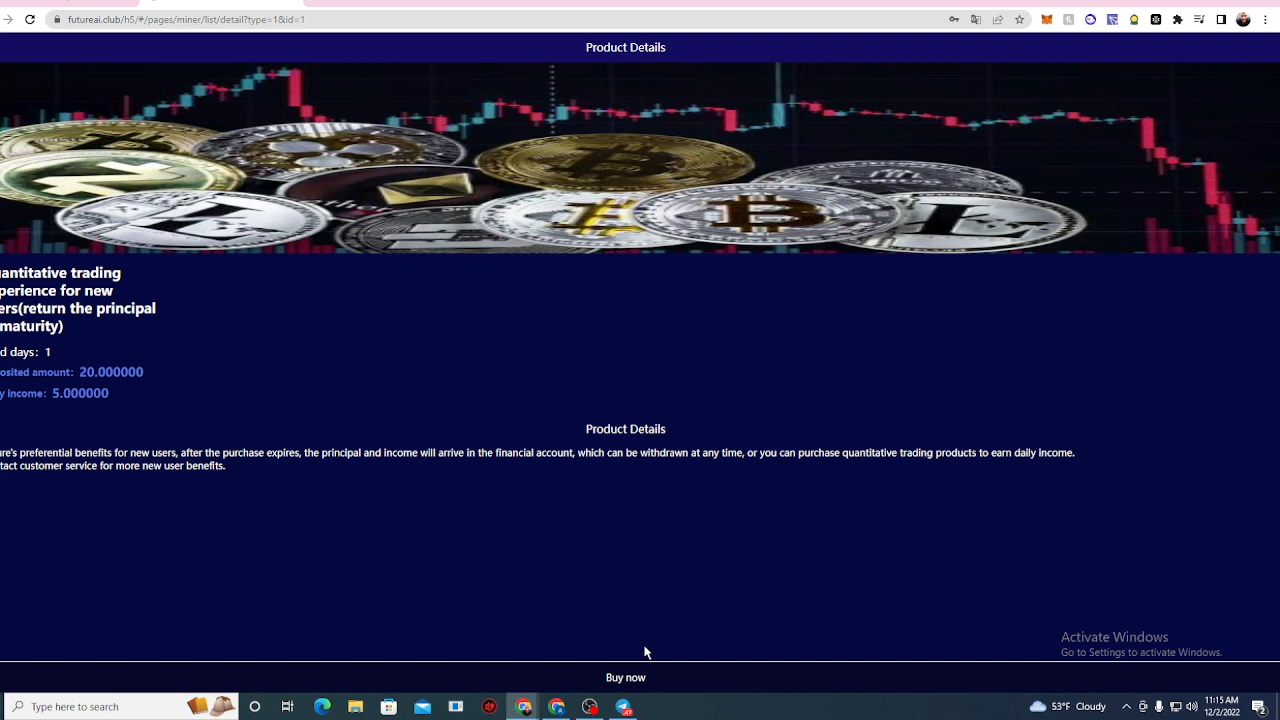 futureai.club/h5/#/pages/miner/list/detail?type=1&id=1
Product Details
antitative trading
perience for new
ers(return the principal
maturity)
d days: 1
osited amount: 20.000000
y income: 5.000000
Product Details
ure's preferential benefits for new users, after the purchase expires, the principal and income will arrive in the financial account, which can be withdrawn at any time, or you can purchase quantitative trading products to earn daily income.
tact customer service for more new user benefits.
Activate Windows
Go to Settings to activate Windows.
Buy now
Type here to search
53°F Cloudy
11:15 AM
12/2/2022